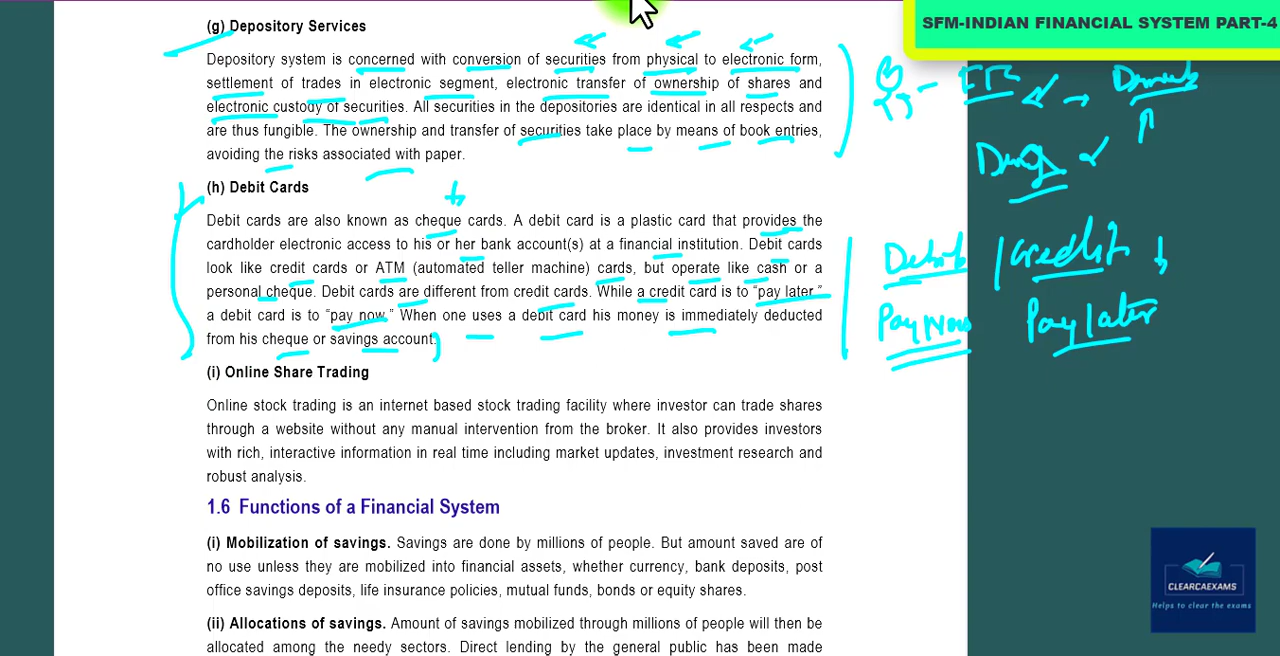 (g) Depository Services
SFM-INDIAN FINANCIAL SYSTEM PART-4
Depository system is concerned with conversion of securities from physical to electronic form,
settlement of trades in electronic segment, electronic transfer of ownership of shares and
electronic custody of securities. All securities in the depositories are identical in all respects and
are thus fungible. The ownership and transfer of securities take place by means of book entries,
avoiding the risks associated with paper.
(h) Debit Cards
Debit cards are also known as cheque cards. A debit card is a plastic card that provides the
cardholder electronic access to his or her bank account(s) at a financial institution. Debit cards
look like credit cards or ATM (automated teller machine) cards, but operate like cash or a
personal cheque. Debit cards are different from credit cards. While a credit card is to “pay later,”
a debit card is to “pay now.” When one uses a debit card his money is immediately deducted
from his cheque or savings account.
Debit / Credit
Pay Now Pay later
(i) Online Share Trading
Online stock trading is an internet based stock trading facility where investor can trade shares
through a website without any manual intervention from the broker. It also provides investors
with rich, interactive information in real time including market updates, investment research and
robust analysis.
1.6 Functions of a Financial System
(i) Mobilization of savings. Savings are done by millions of people. But amount saved are of
no use unless they are mobilized into financial assets, whether currency, bank deposits, post
office savings deposits, life insurance policies, mutual funds, bonds or equity shares.
(ii) Allocations of savings. Amount of savings mobilized through millions of people will then be
allocated among the needy sectors. Direct lending by the general public has been made
CLEARCAEXAMS
Helps to clear the exams